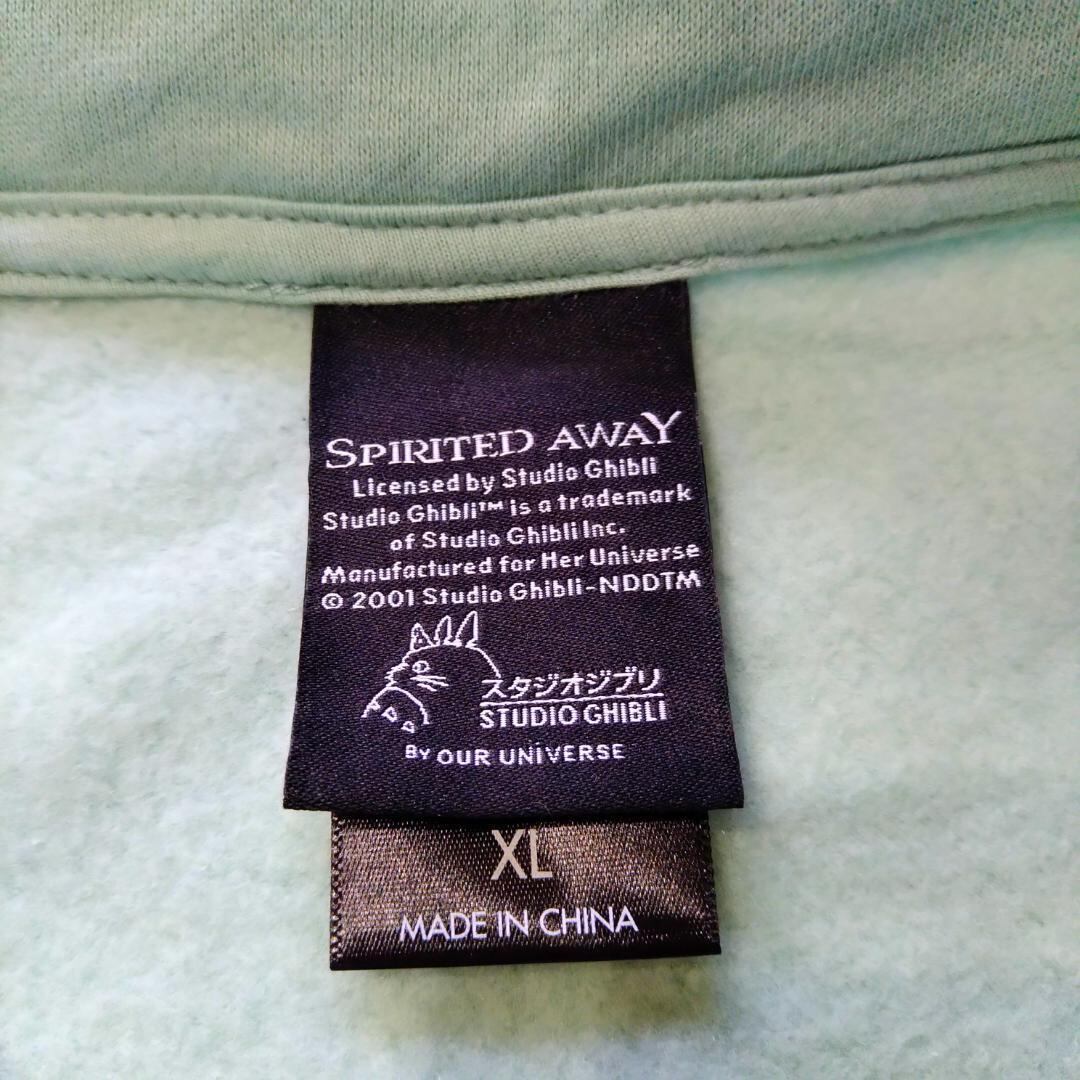 SPIRITED AWAY
Licensed by Studio Ghibli
Studio Ghibli™ is a trademark
of Studio Ghibli Inc.
Manufactured for Her Universe
© 2001 Studio Ghibli-NDDTM
スタジオジブリ
STUDIO GHIBLI
BY OUR UNIVERSE
XL
MADE IN CHINA